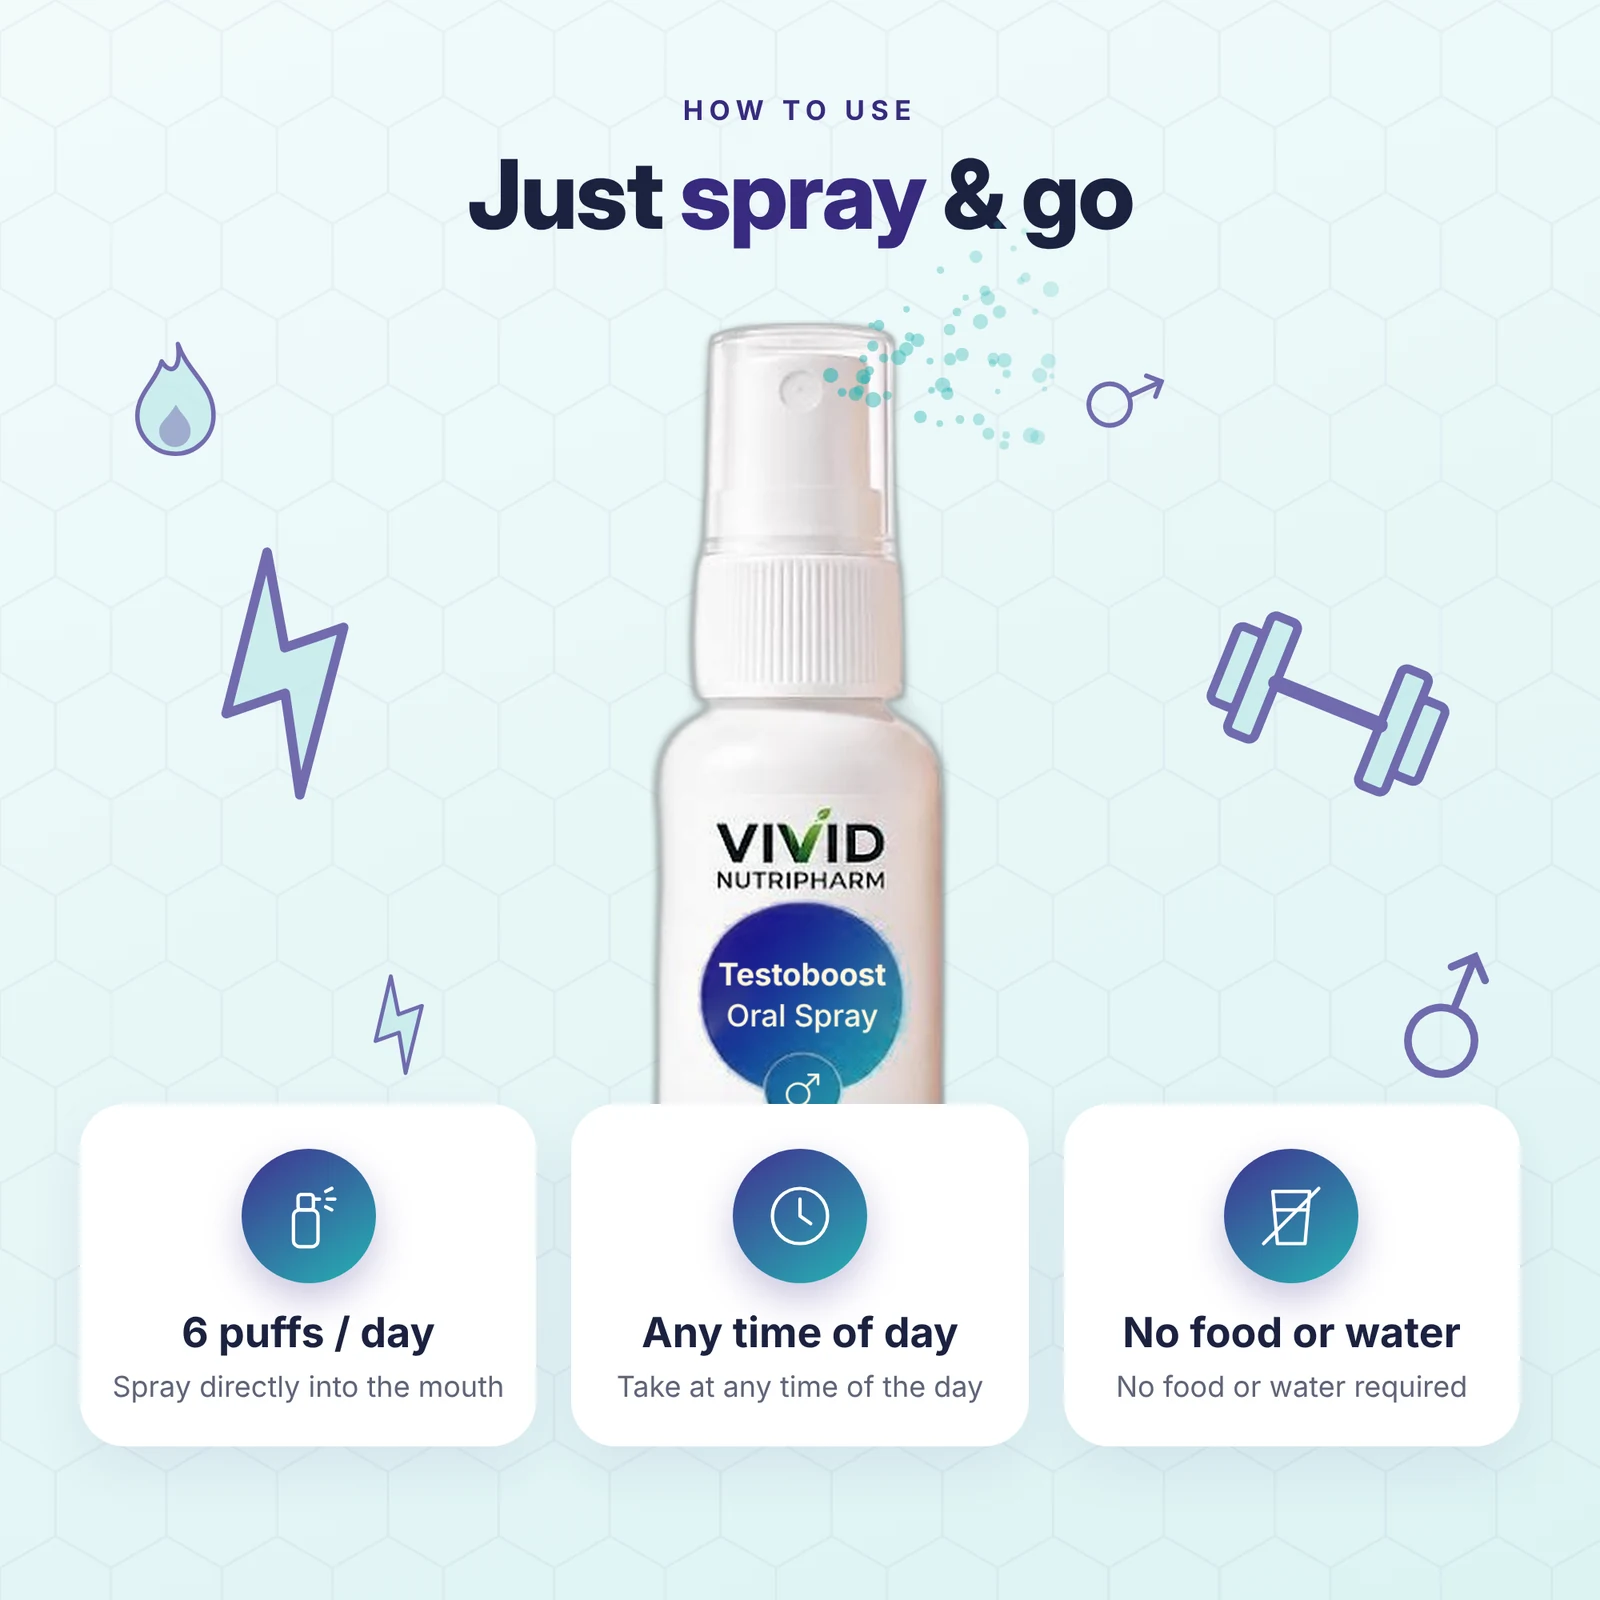 HOW TO USE
Just spray & go
VIVID
NUTRIPHARM
Testoboost
Oral Spray
6 puffs / day
Spray directly into the mouth
Any time of day
Take at any time of the day
No food or water
No food or water required